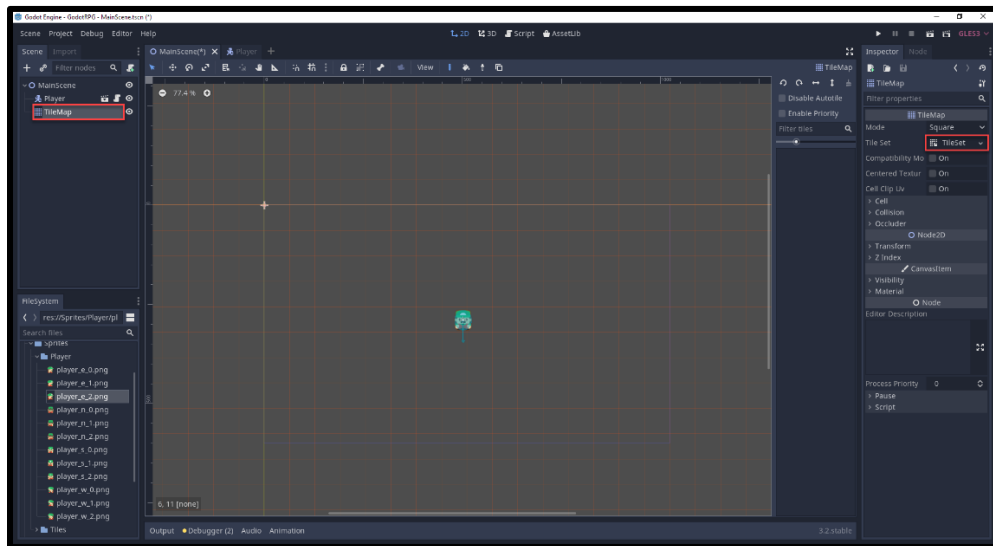 Godot Engine - GodotRPG - MainScene.tscn (*)
Scene Project Debug Editor Help
2D 3D Script AssetLib
GLES3
Scene Import
Filter nodes
MainScene
Player
TileMap
MainScene(*) Player
View
TileMap
77.4 %
500
1000
6, 11 [none]
Disable Autotile
Enable Priority
Filter tiles
FileSystem
res://Sprites/Player/pl
Search files
Sprites
Player
player_e_0.png
player_e_1.png
player_e_2.png
player_n_0.png
player_n_1.png
player_n_2.png
player_s_0.png
player_s_1.png
player_s_2.png
player_w_0.png
player_w_1.png
player_w_2.png
Tiles
Output Debugger (2) Audio Animation
3.2.stable
Inspector Node
TileMap
Filter properties
TileMap
Mode Square
Tile Set TileSet
Compatibility Mo On
Centered Textur On
Cell Clip Uv On
Cell
Collision
Occluder
Node2D
Transform
Z Index
CanvasItem
Visibility
Material
Node
Editor Description
Process Priority 0
Pause
Script